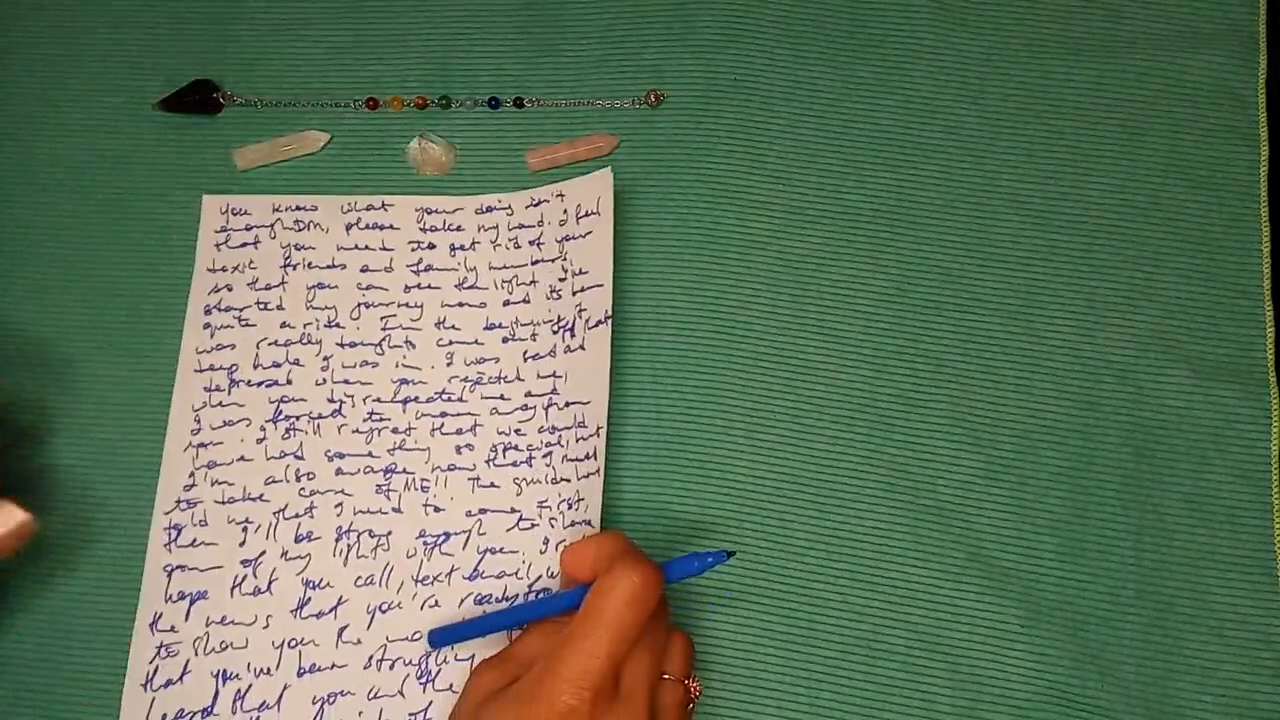 You know what your doing isn't
enough DM, please take my hand. I feel
that you need to get rid of your
toxic friends and family members,
so that you can see the light. I've
started my journey now and it's been
quite a ride. In the beginning it
was really tought to come out off that
deep hole I was in. I was sad and
depressed when you rejected me,
when you disrespected me and
I was forced to move away from
you. I still regret that we could
have had something so special, but
I'm also aware now that I need
to take care of ME!! The guides have
told me that I need to come First,
then I'll be strong enough to share
of my light with you. I
hope that you call, text email
the news that you're ready
to show you the
that you've been struggling
that you and the
of